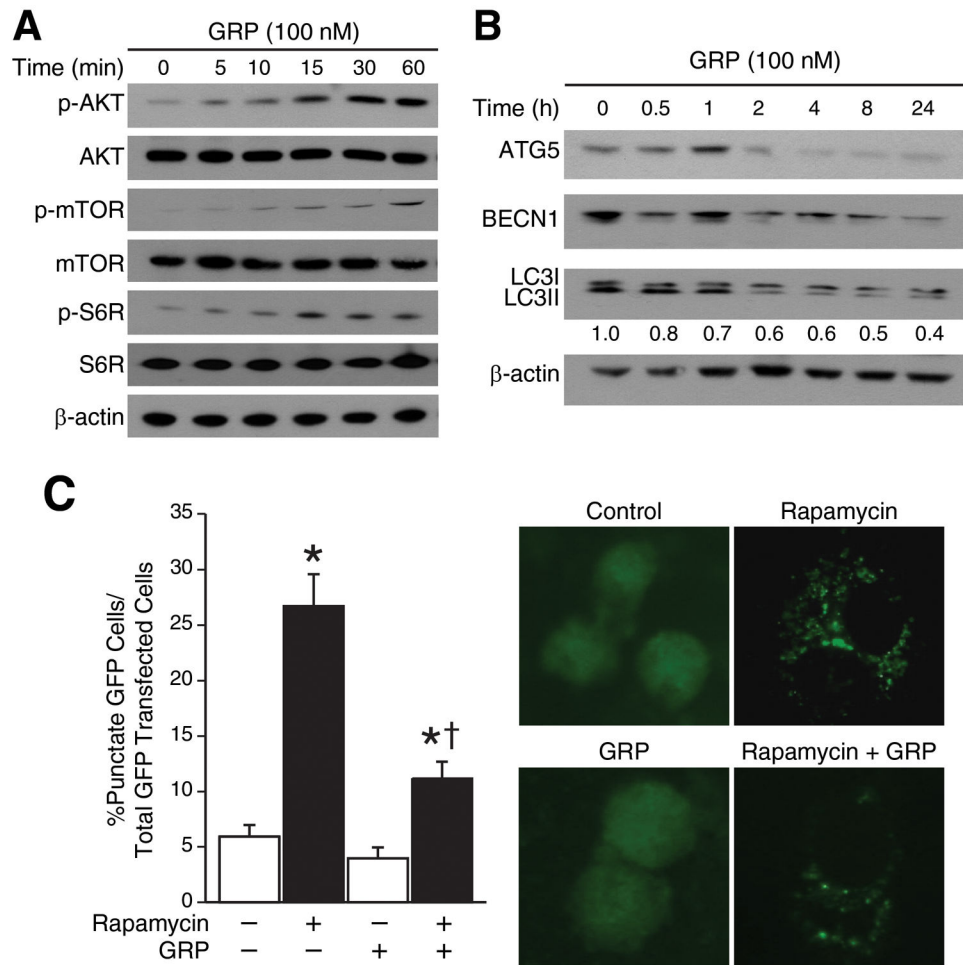 A
GRP (100 nM)
Time (min) 0 5 10 15 30 60
p-AKT
AKT
p-mTOR
mTOR
p-S6R
S6R
β-actin
B
GRP (100 nM)
Time (h) 0 0.5 1 2 4 8 24
ATG5
BECN1
LC3I
LC3II
1.0 0.8 0.7 0.6 0.6 0.5 0.4
β-actin
C
%Punctate GFP Cells/
Total GFP Transfected Cells
35
30
25
20
15
10
5
0
*
*†
Rapamycin − + − +
GRP − − + +
Control
Rapamycin
GRP
Rapamycin + GRP